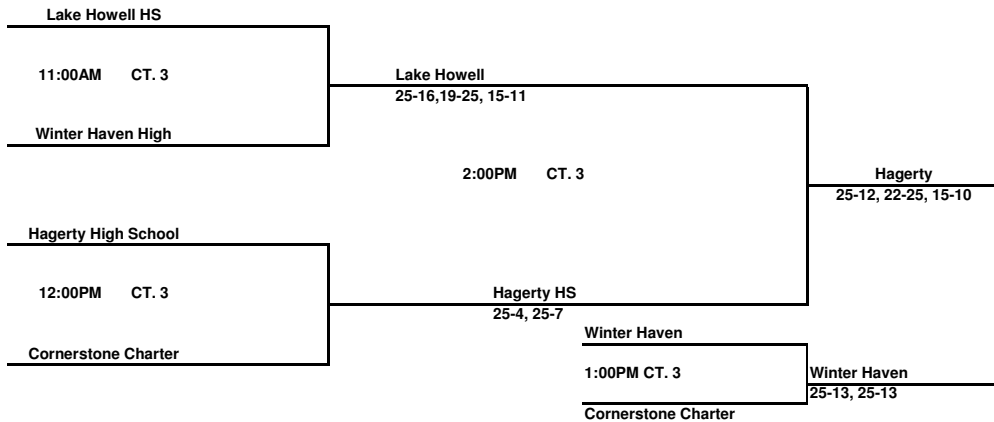 Lake Howell HS
11:00AM CT. 3
Lake Howell
25-16,19-25, 15-11
Winter Haven High
2:00PM CT. 3
Hagerty
25-12, 22-25, 15-10
Hagerty High School
12:00PM CT. 3
Hagerty HS
25-4, 25-7
Cornerstone Charter
Winter Haven
1:00PM CT. 3
Winter Haven
25-13, 25-13
Cornerstone Charter